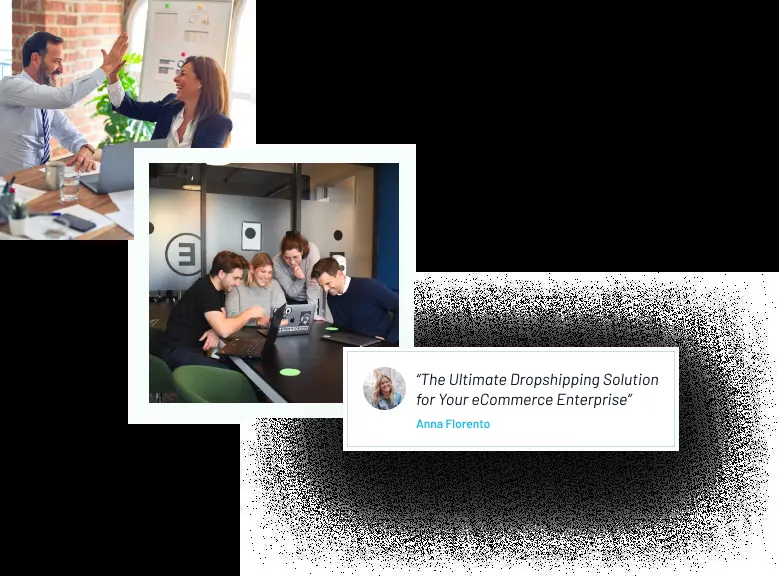 “The Ultimate Dropshipping Solution
for Your eCommerce Enterprise”
Anna Florento